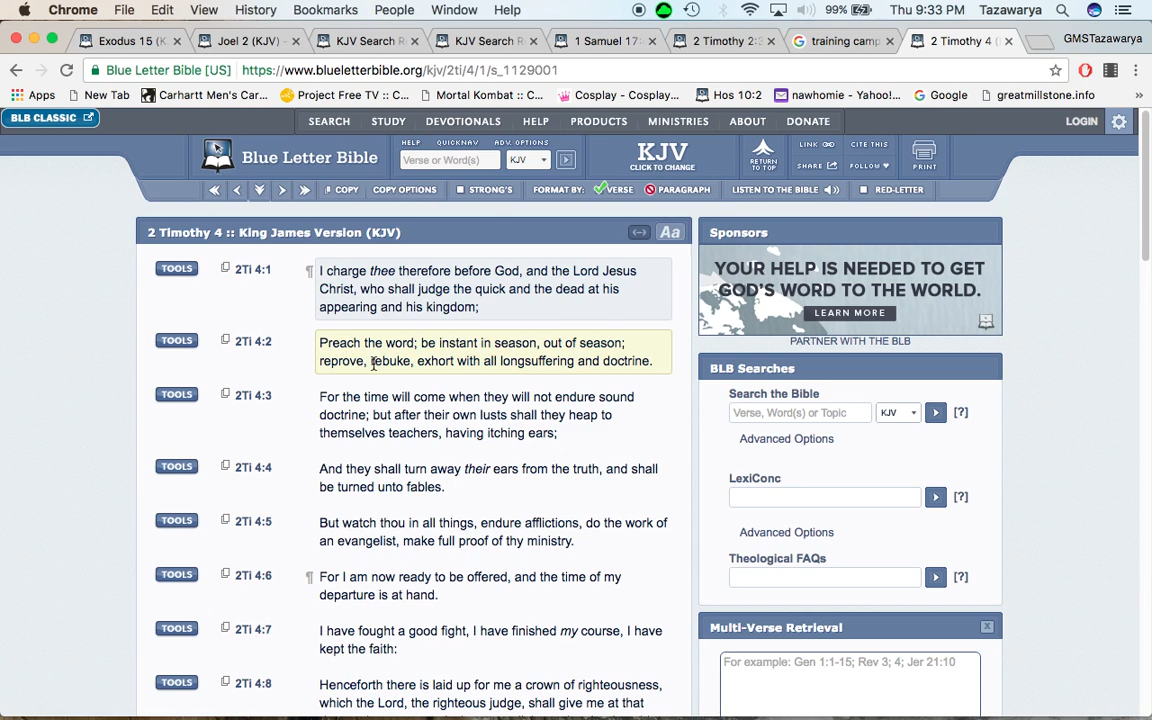 Chrome File Edit View History Bookmarks People Window Help 99% Thu 9:33 PM Tazawarya
Exodus 15 (K Joel 2 (KJV) - KJV Search R KJV Search R 1 Samuel 17: 2 Timothy 2:3 training camp 2 Timothy 4 ( GMSTazawarya
Blue Letter Bible [US] https://www.blueletterbible.org/kjv/2ti/4/1/s_1129001
Apps New Tab Carhartt Men's Car... Project Free TV :: C... Mortal Kombat :: C... Cosplay - Cosplay... Hos 10:2 nawhomie - Yahoo!... Google greatmillstone.info »
BLB CLASSIC SEARCH STUDY DEVOTIONALS HELP PRODUCTS MINISTRIES ABOUT DONATE LOGIN
HELP QUICKNAV ADV. OPTIONS
Blue Letter Bible Verse or Word(s) KJV KJV CLICK TO CHANGE RETURN TO TOP LINK CITE THIS SHARE FOLLOW PRINT
COPY COPY OPTIONS STRONG'S FORMAT BY: VERSE PARAGRAPH LISTEN TO THE BIBLE RED-LETTER
2 Timothy 4 :: King James Version (KJV) Aa
TOOLS 2Ti 4:1 ¶ I charge thee therefore before God, and the Lord Jesus
Christ, who shall judge the quick and the dead at his
appearing and his kingdom;
TOOLS 2Ti 4:2 Preach the word; be instant in season, out of season;
reprove, rebuke, exhort with all longsuffering and doctrine.
TOOLS 2Ti 4:3 For the time will come when they will not endure sound
doctrine; but after their own lusts shall they heap to
themselves teachers, having itching ears;
TOOLS 2Ti 4:4 And they shall turn away their ears from the truth, and shall
be turned unto fables.
TOOLS 2Ti 4:5 But watch thou in all things, endure afflictions, do the work of
an evangelist, make full proof of thy ministry.
TOOLS 2Ti 4:6 ¶ For I am now ready to be offered, and the time of my
departure is at hand.
TOOLS 2Ti 4:7 I have fought a good fight, I have finished my course, I have
kept the faith:
TOOLS 2Ti 4:8 Henceforth there is laid up for me a crown of righteousness,
which the Lord, the righteous judge, shall give me at that
Sponsors
YOUR HELP IS NEEDED TO GET
GOD'S WORD TO THE WORLD.
LEARN MORE
PARTNER WITH THE BLB
BLB Searches
Search the Bible
Verse, Word(s) or Topic KJV [?]
Advanced Options
LexiConc
[?]
Advanced Options
Theological FAQs
[?]
Multi-Verse Retrieval x
For example: Gen 1:1-15; Rev 3; 4; Jer 21:10